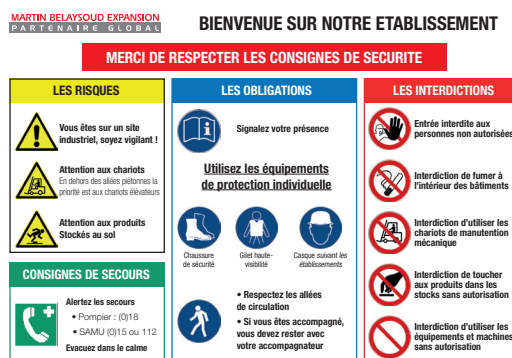 MARTIN BELAYSOUD EXPANSION
PARTENAIRE GLOBAL
BIENVENUE SUR NOTRE ETABLISSEMENT
MERCI DE RESPECTER LES CONSIGNES DE SECURITE
LES RISQUES
Vous êtes sur un site
industriel, soyez vigilant !
Attention aux chariots
En dehors des allées piétonnes la
priorité est aux chariots élévateurs
Attention aux produits
Stockés au sol
CONSIGNES DE SECOURS
Alertez les secours
• Pompier : (0)18
• SAMU (0)15 ou 112
Evacuez dans le calme
LES OBLIGATIONS
Signalez votre présence
Utilisez les équipements
de protection individuelle
Chaussure
de sécurité
Gilet haute-
visibilité
Casque suivant les
établissements
• Respectez les allées
de circulation
• Si vous êtes accompagné,
vous devez rester avec
votre accompagnateur
LES INTERDICTIONS
Entrée interdite aux
personnes non autorisées
Interdiction de fumer à
l'intérieur des bâtiments
Interdiction d'utiliser les
chariots de manutention
mécanique
Interdiction de toucher
aux produits dans les
stocks sans autorisation
Interdiction d'utiliser les
équipements et machines
sans autorisation